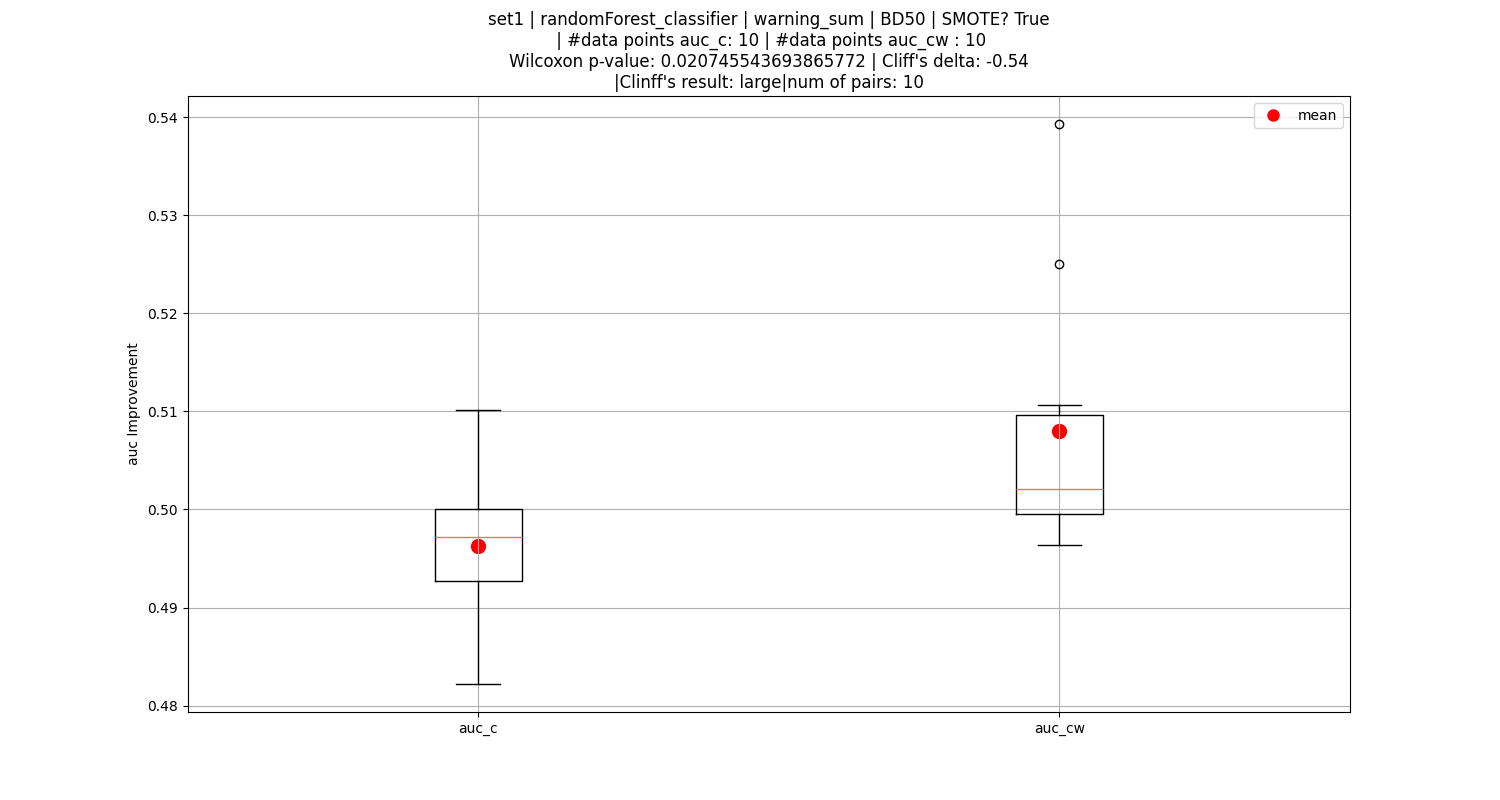 set1 | randomForest_classifier | warning_sum | BD50 | SMOTE? True
| #data points auc_c: 10 | #data points auc_cw : 10
Wilcoxon p-value: 0.020745543693865772 | Cliff's delta: -0.54
|Clinff's result: large|num of pairs: 10
mean
0.54
0.53
0.52
0.51
0.50
0.49
0.48
auc Improvement
auc_c
auc_cw